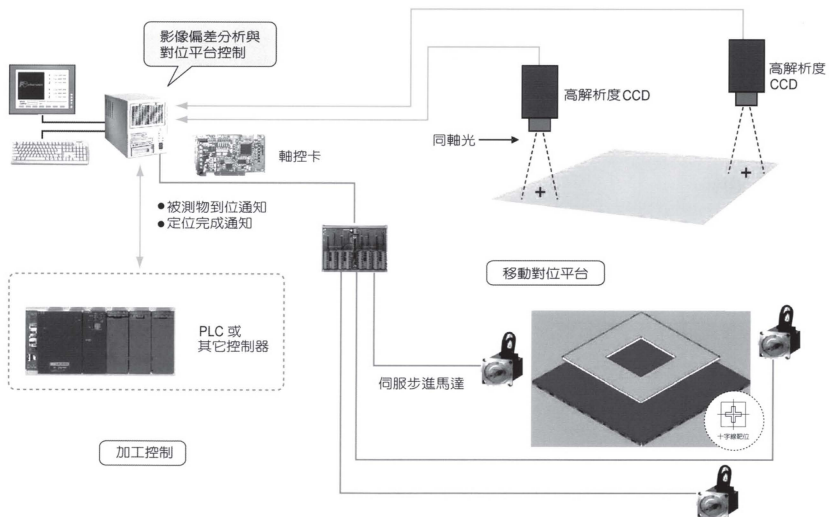 影像偏差分析與
對位平台控制
高解析度CCD
高解析度
CCD
同軸光
軸控卡
●被測物到位通知
●定位完成通知
移動對位平台
PLC 或
其它控制器
伺服步進馬達
十字線靶位
加工控制